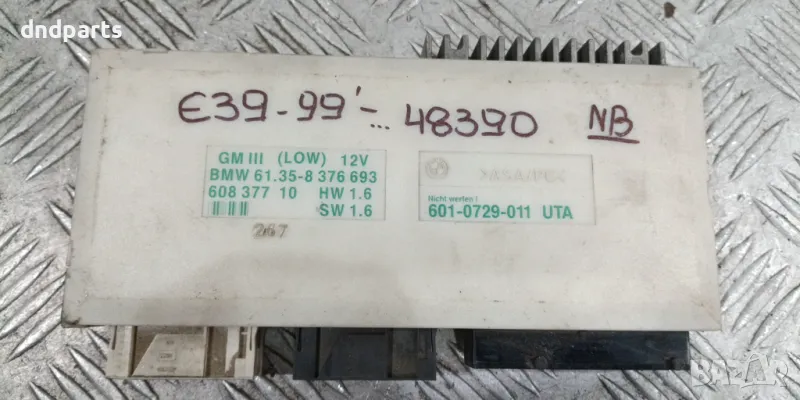 dndparts
E39-99'-... 48390 NB
GM III (LOW) 12V
BMW 61.35-8 376 693
608 377 10 HW 1.6
SW 1.6
Nicht werfen !
601-0729-011 UTA
267
BAZAR